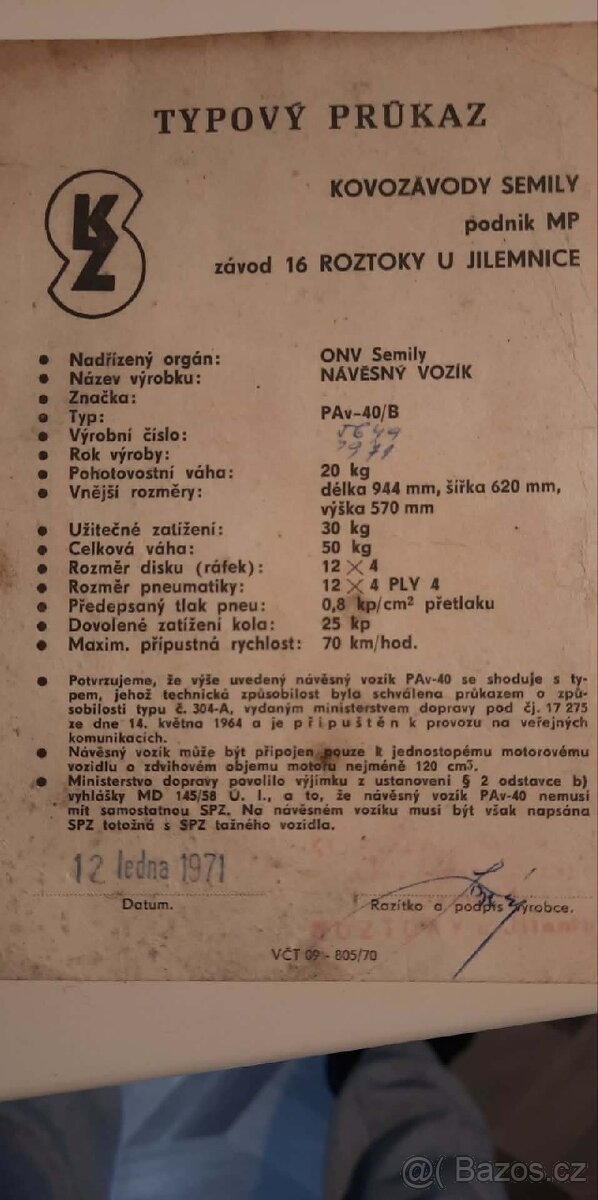 TYPOVÝ PRŮKAZ
KZ
KOVOZÁVODY SEMILY
podnik MP
závod 16 ROZTOKY U JILEMNICE
• Nadřízený orgán: ONV Semily
• Název výrobku: NÁVĚSNÝ VOZÍK
• Značka:
• Typ: PAv-40/B
• Výrobní číslo: 5649
• Rok výroby: 1971
• Pohotovostní váha: 20 kg
• Vnější rozměry: délka 944 mm, šířka 620 mm,
výška 570 mm
• Užitečné zatížení: 30 kg
• Celková váha: 50 kg
• Rozměr disku (ráfek): 12×4
• Rozměr pneumatiky: 12×4 PLY 4
• Předepsaný tlak pneu: 0,8 kp/cm² přetlaku
• Dovolené zatížení kola: 25 kp
• Maxim. přípustná rychlost: 70 km/hod.
• Potvrzujeme, že výše uvedený návěsný vozík PAv-40 se shoduje s ty-
pem, jehož technická způsobilost byla schválena průkazem o způ-
sobilosti typu č. 304-A, vydaným ministerstvem dopravy pod čj. 17 275
ze dne 14. května 1964 a je připuštěn k provozu na veřejných
komunikacích.
• Návěsný vozík může být připojen pouze k jednostopému motorovému
vozidlu o zdvihovém objemu motoru nejméně 120 cm³.
• Ministerstvo dopravy povolilo výjimku z ustanovení § 2 odstavce b)
vyhlášky MD 145/58 Ú. l., a to, že návěsný vozík PAv-40 nemusí
mít samostatnou SPZ. Na návěsném vozíku musí být však napsána
SPZ totožná s SPZ tažného vozidla.
12 ledna 1971
Datum. Razítko a podpis výrobce.
ROZTOKY u Jilemn
VČT 09 - 805/70
@( Bazos.cz